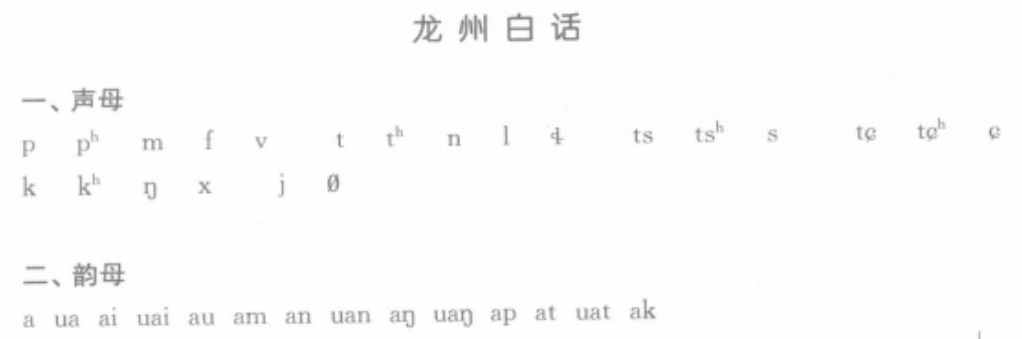 龙州白话
一、声母
p pʰ m f v t tʰ n l ɬ ts tsʰ s tɕ tɕʰ ɕ
k kʰ ŋ x j Ø
二、韵母
a ua ai uai au am an uan aŋ uaŋ ap at uat ak